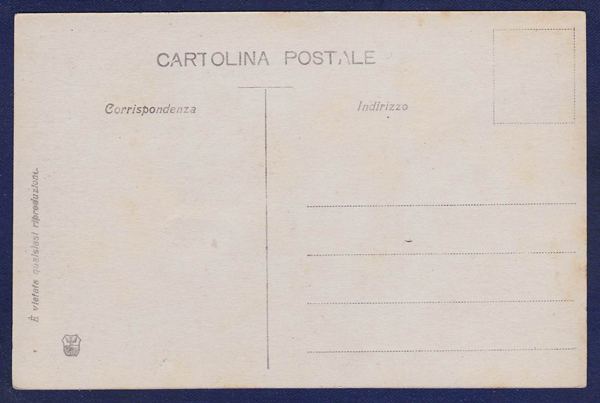 CARTOLINA POSTALE
Corrispondenza
Indirizzo
È vietata qualsiasi riproduzione.